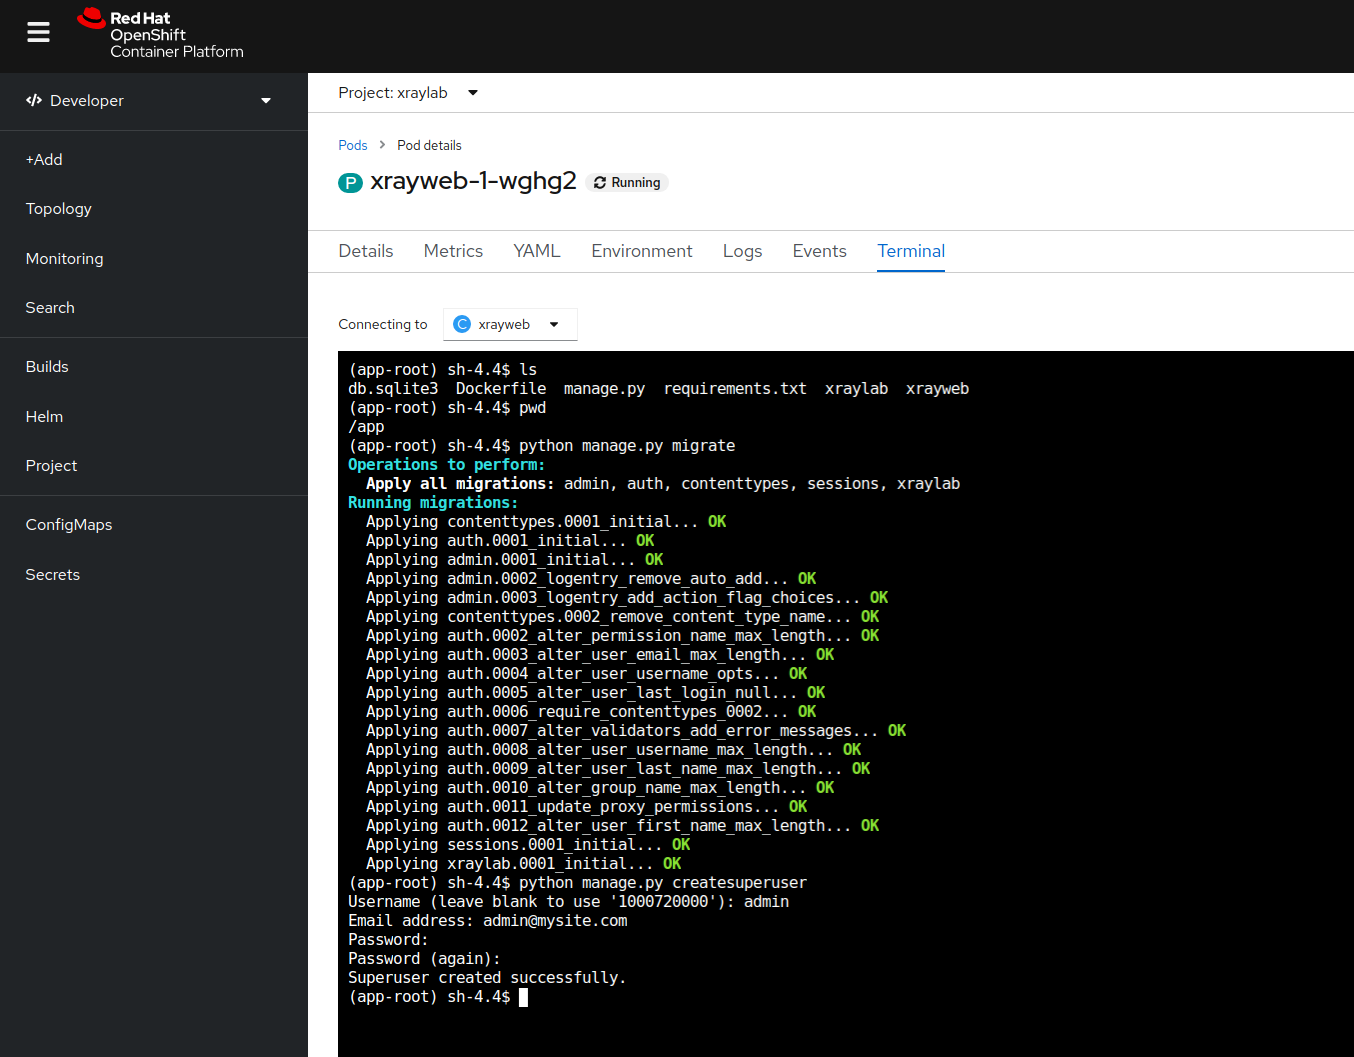 Red Hat
OpenShift
Container Platform
Developer
+Add
Topology
Monitoring
Search
Builds
Helm
Project
ConfigMaps
Secrets
Project: xraylab
Pods > Pod details
P xrayweb-1-wghg2 Running
Details Metrics YAML Environment Logs Events Terminal
Connecting to C xrayweb
(app-root) sh-4.4$ ls
db.sqlite3  Dockerfile  manage.py  requirements.txt  xraylab  xrayweb
(app-root) sh-4.4$ pwd
/app
(app-root) sh-4.4$ python manage.py migrate
Operations to perform:
  Apply all migrations: admin, auth, contenttypes, sessions, xraylab
Running migrations:
  Applying contenttypes.0001_initial... OK
  Applying auth.0001_initial... OK
  Applying admin.0001_initial... OK
  Applying admin.0002_logentry_remove_auto_add... OK
  Applying admin.0003_logentry_add_action_flag_choices... OK
  Applying contenttypes.0002_remove_content_type_name... OK
  Applying auth.0002_alter_permission_name_max_length... OK
  Applying auth.0003_alter_user_email_max_length... OK
  Applying auth.0004_alter_user_username_opts... OK
  Applying auth.0005_alter_user_last_login_null... OK
  Applying auth.0006_require_contenttypes_0002... OK
  Applying auth.0007_alter_validators_add_error_messages... OK
  Applying auth.0008_alter_user_username_max_length... OK
  Applying auth.0009_alter_user_last_name_max_length... OK
  Applying auth.0010_alter_group_name_max_length... OK
  Applying auth.0011_update_proxy_permissions... OK
  Applying auth.0012_alter_user_first_name_max_length... OK
  Applying sessions.0001_initial... OK
  Applying xraylab.0001_initial... OK
(app-root) sh-4.4$ python manage.py createsuperuser
Username (leave blank to use '1000720000'): admin
Email address: admin@mysite.com
Password:
Password (again):
Superuser created successfully.
(app-root) sh-4.4$